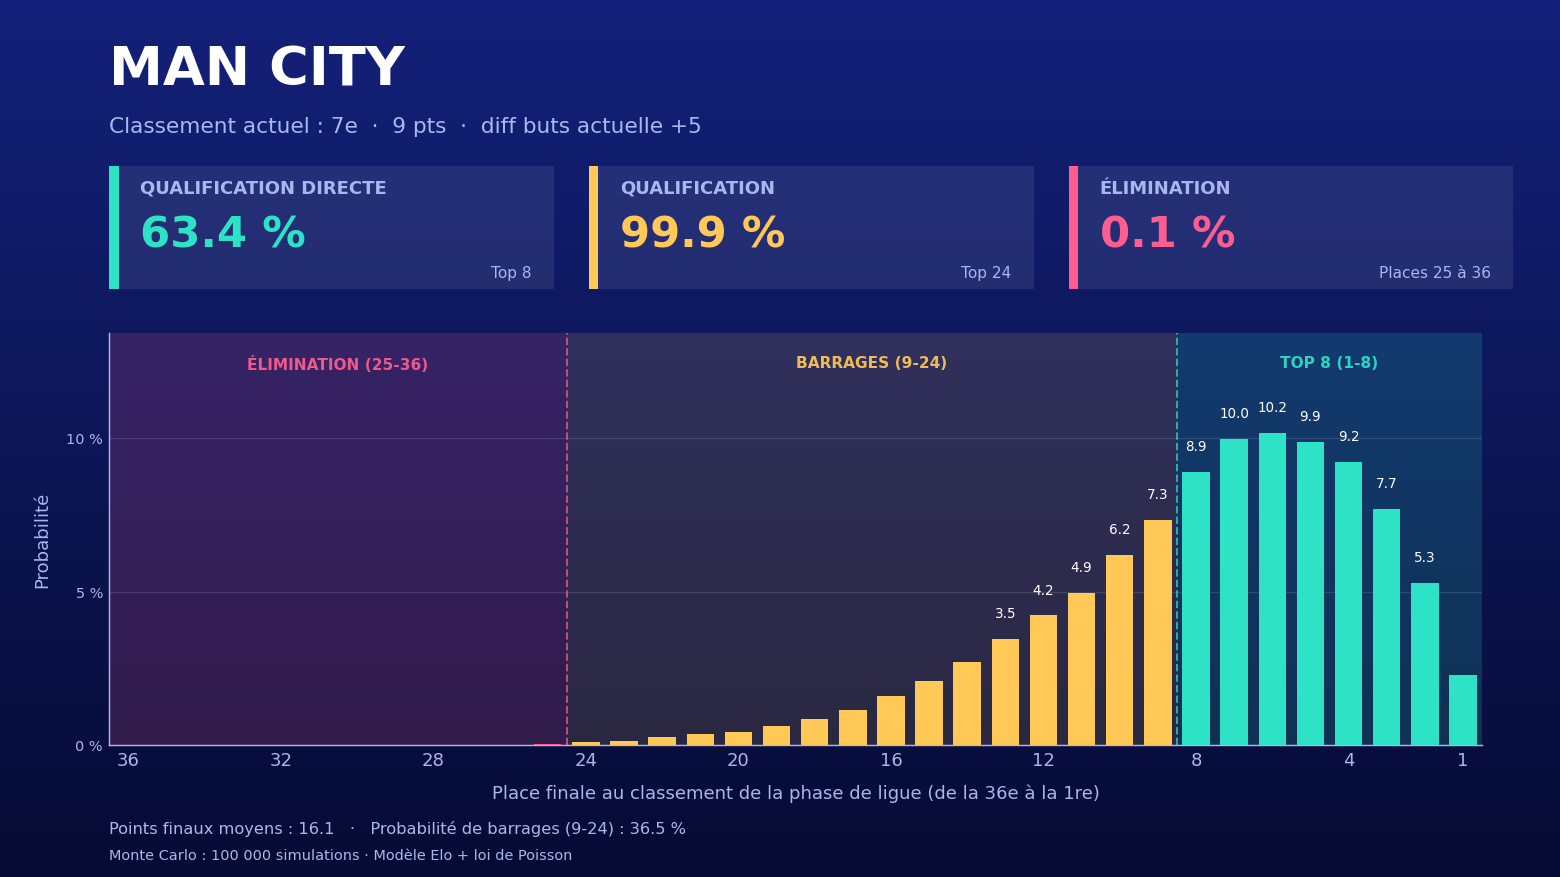 MAN CITY
Classement actuel : 7e · 9 pts · diff buts actuelle +5
QUALIFICATION DIRECTE
63.4 %
Top 8
QUALIFICATION
99.9 %
Top 24
ÉLIMINATION
0.1 %
Places 25 à 36
ÉLIMINATION (25-36)
BARRAGES (9-24)
TOP 8 (1-8)
Probabilité
10 %
5 %
0 %
3.5
4.2
4.9
6.2
7.3
8.9
10.0
10.2
9.9
9.2
7.7
5.3
36 32 28 24 20 16 12 8 4 1
Place finale au classement de la phase de ligue (de la 36e à la 1re)
Points finaux moyens : 16.1 · Probabilité de barrages (9-24) : 36.5 %
Monte Carlo : 100 000 simulations · Modèle Elo + loi de Poisson